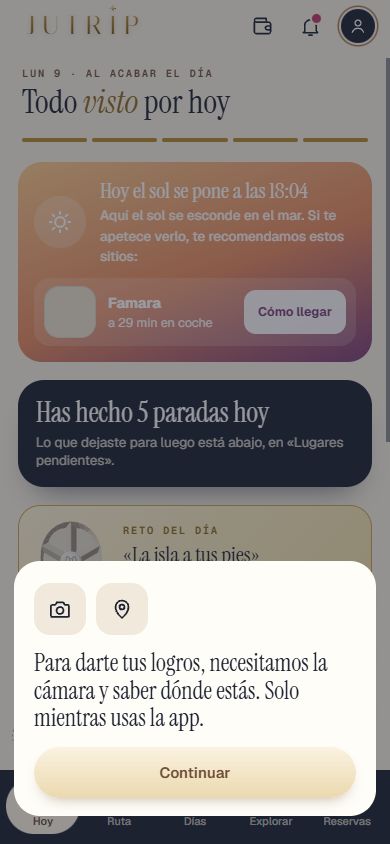 JUTRIP
LUN 9 · AL ACABAR EL DÍA
Todo visto por hoy
Hoy el sol se pone a las 18:04
Aquí el sol se esconde en el mar. Si te
apetece verlo, te recomendamos estos
sitios:
Famara
a 29 min en coche
Cómo llegar
Has hecho 5 paradas hoy
Lo que dejaste para luego está abajo, en «Lugares
pendientes».
RETO DEL DÍA
«La isla a tus pies»
Para darte tus logros, necesitamos la
cámara y saber dónde estás. Solo
mientras usas la app.
Continuar
Hoy
Ruta
Días
Explorar
Reservas